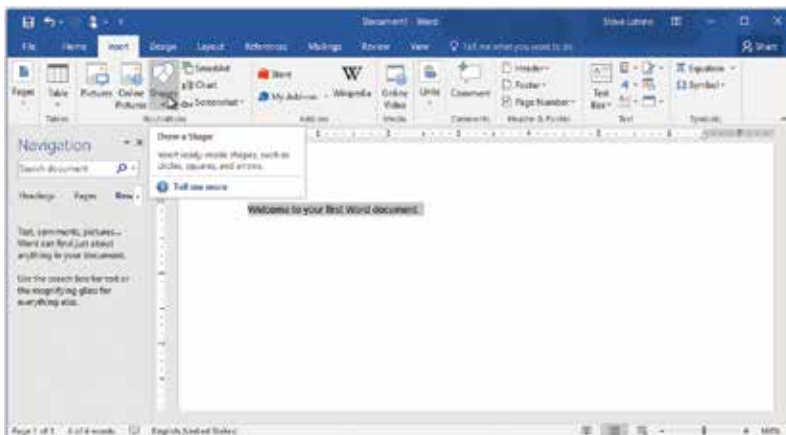 Document1 - Word
File Home Insert Design Layout References Mailings Review View Tell me what you want to do Share
Pages Table Pictures Online Pictures Shapes SmartArt Chart Screenshot Store My Add-ins Wikipedia Online Video Links Comment Header Footer Page Number Text Box Equation Symbol
Tables Illustrations Add-ins Media Comments Header & Footer Text Symbols
Navigation
Search document
Headings Pages
Text, comments, pictures...
Word can find just about
anything in your document.
Use the search box for text or
the magnifying glass for
everything else.
Draw a Shape
Insert ready-made shapes, such as
circles, squares, and arrows.
Tell me more
Welcome to your first Word document.
Page 1 of 1 6 of 6 words English (United States) 100%